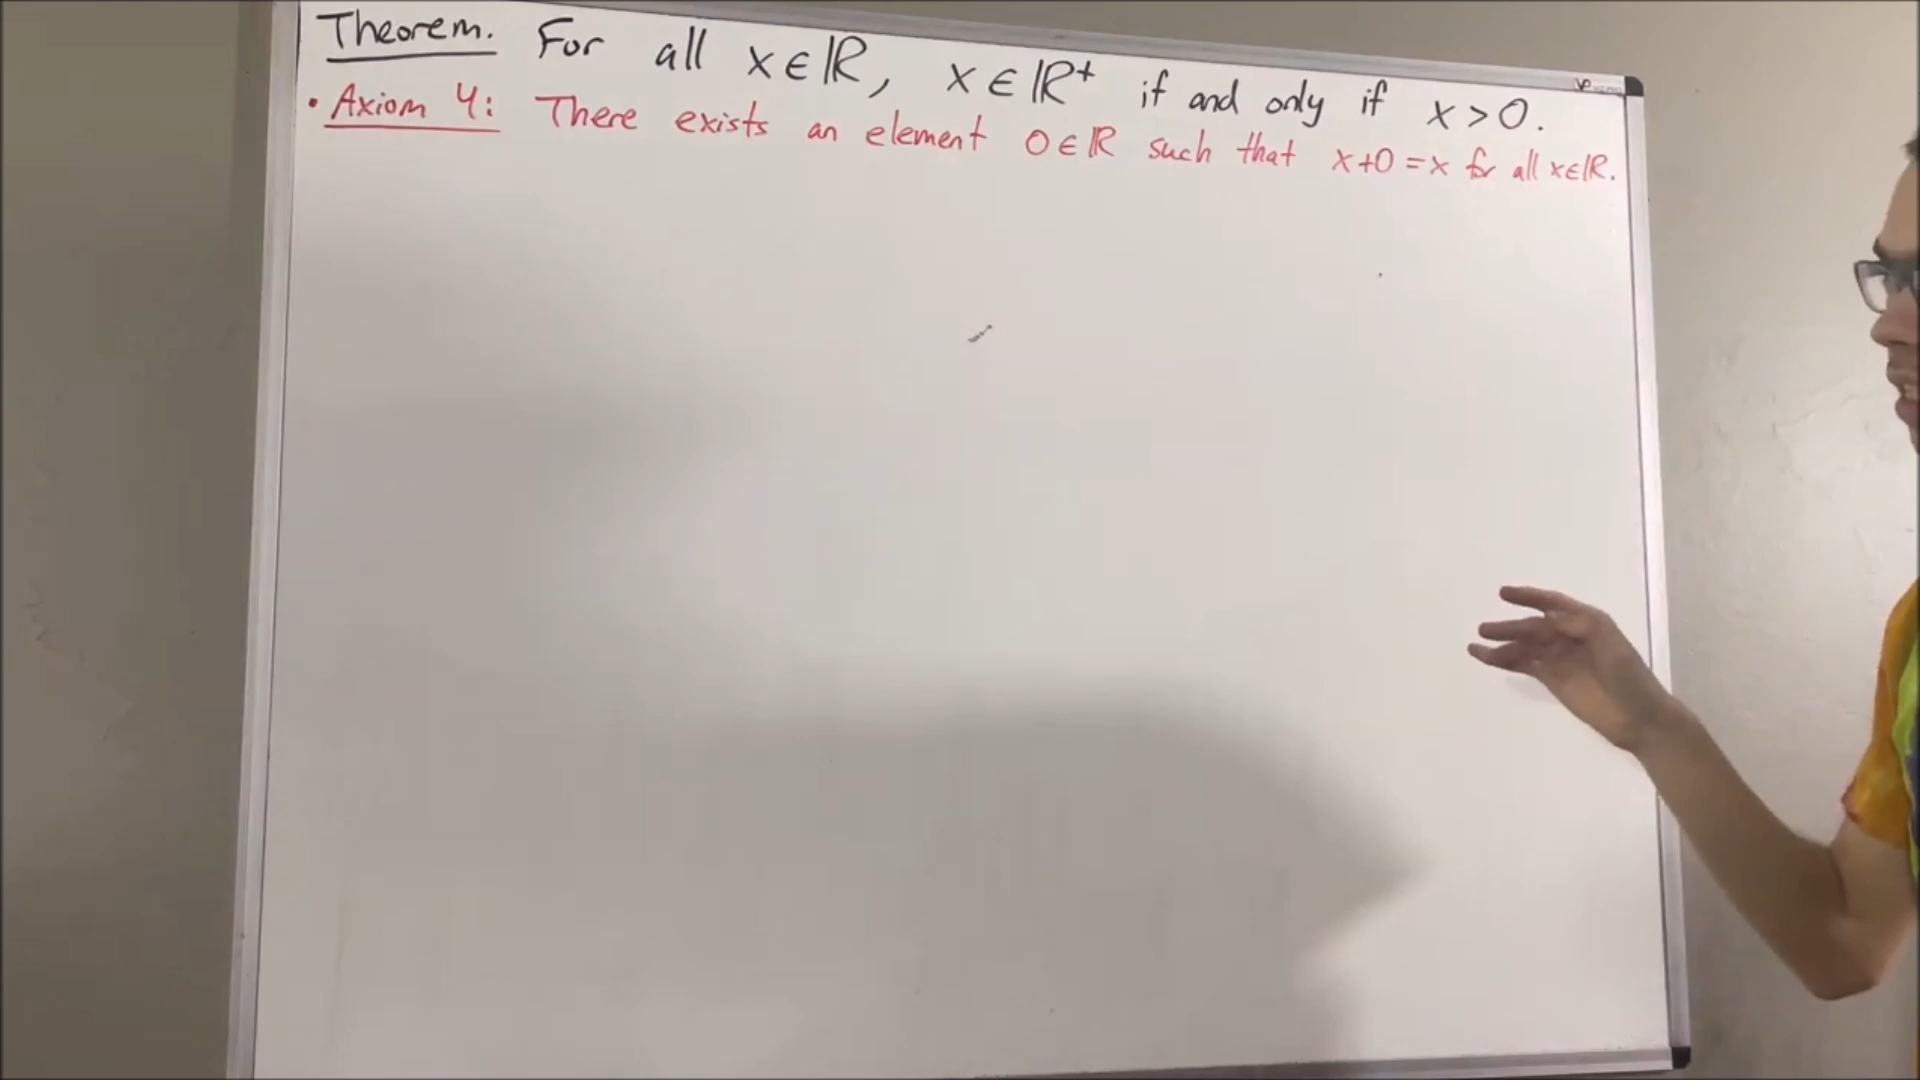 Theorem. For all x∈ℝ, x∈ℝ⁺ if and only if x>0.
• Axiom 4: There exists an element 0∈ℝ such that x+0=x for all x∈ℝ.